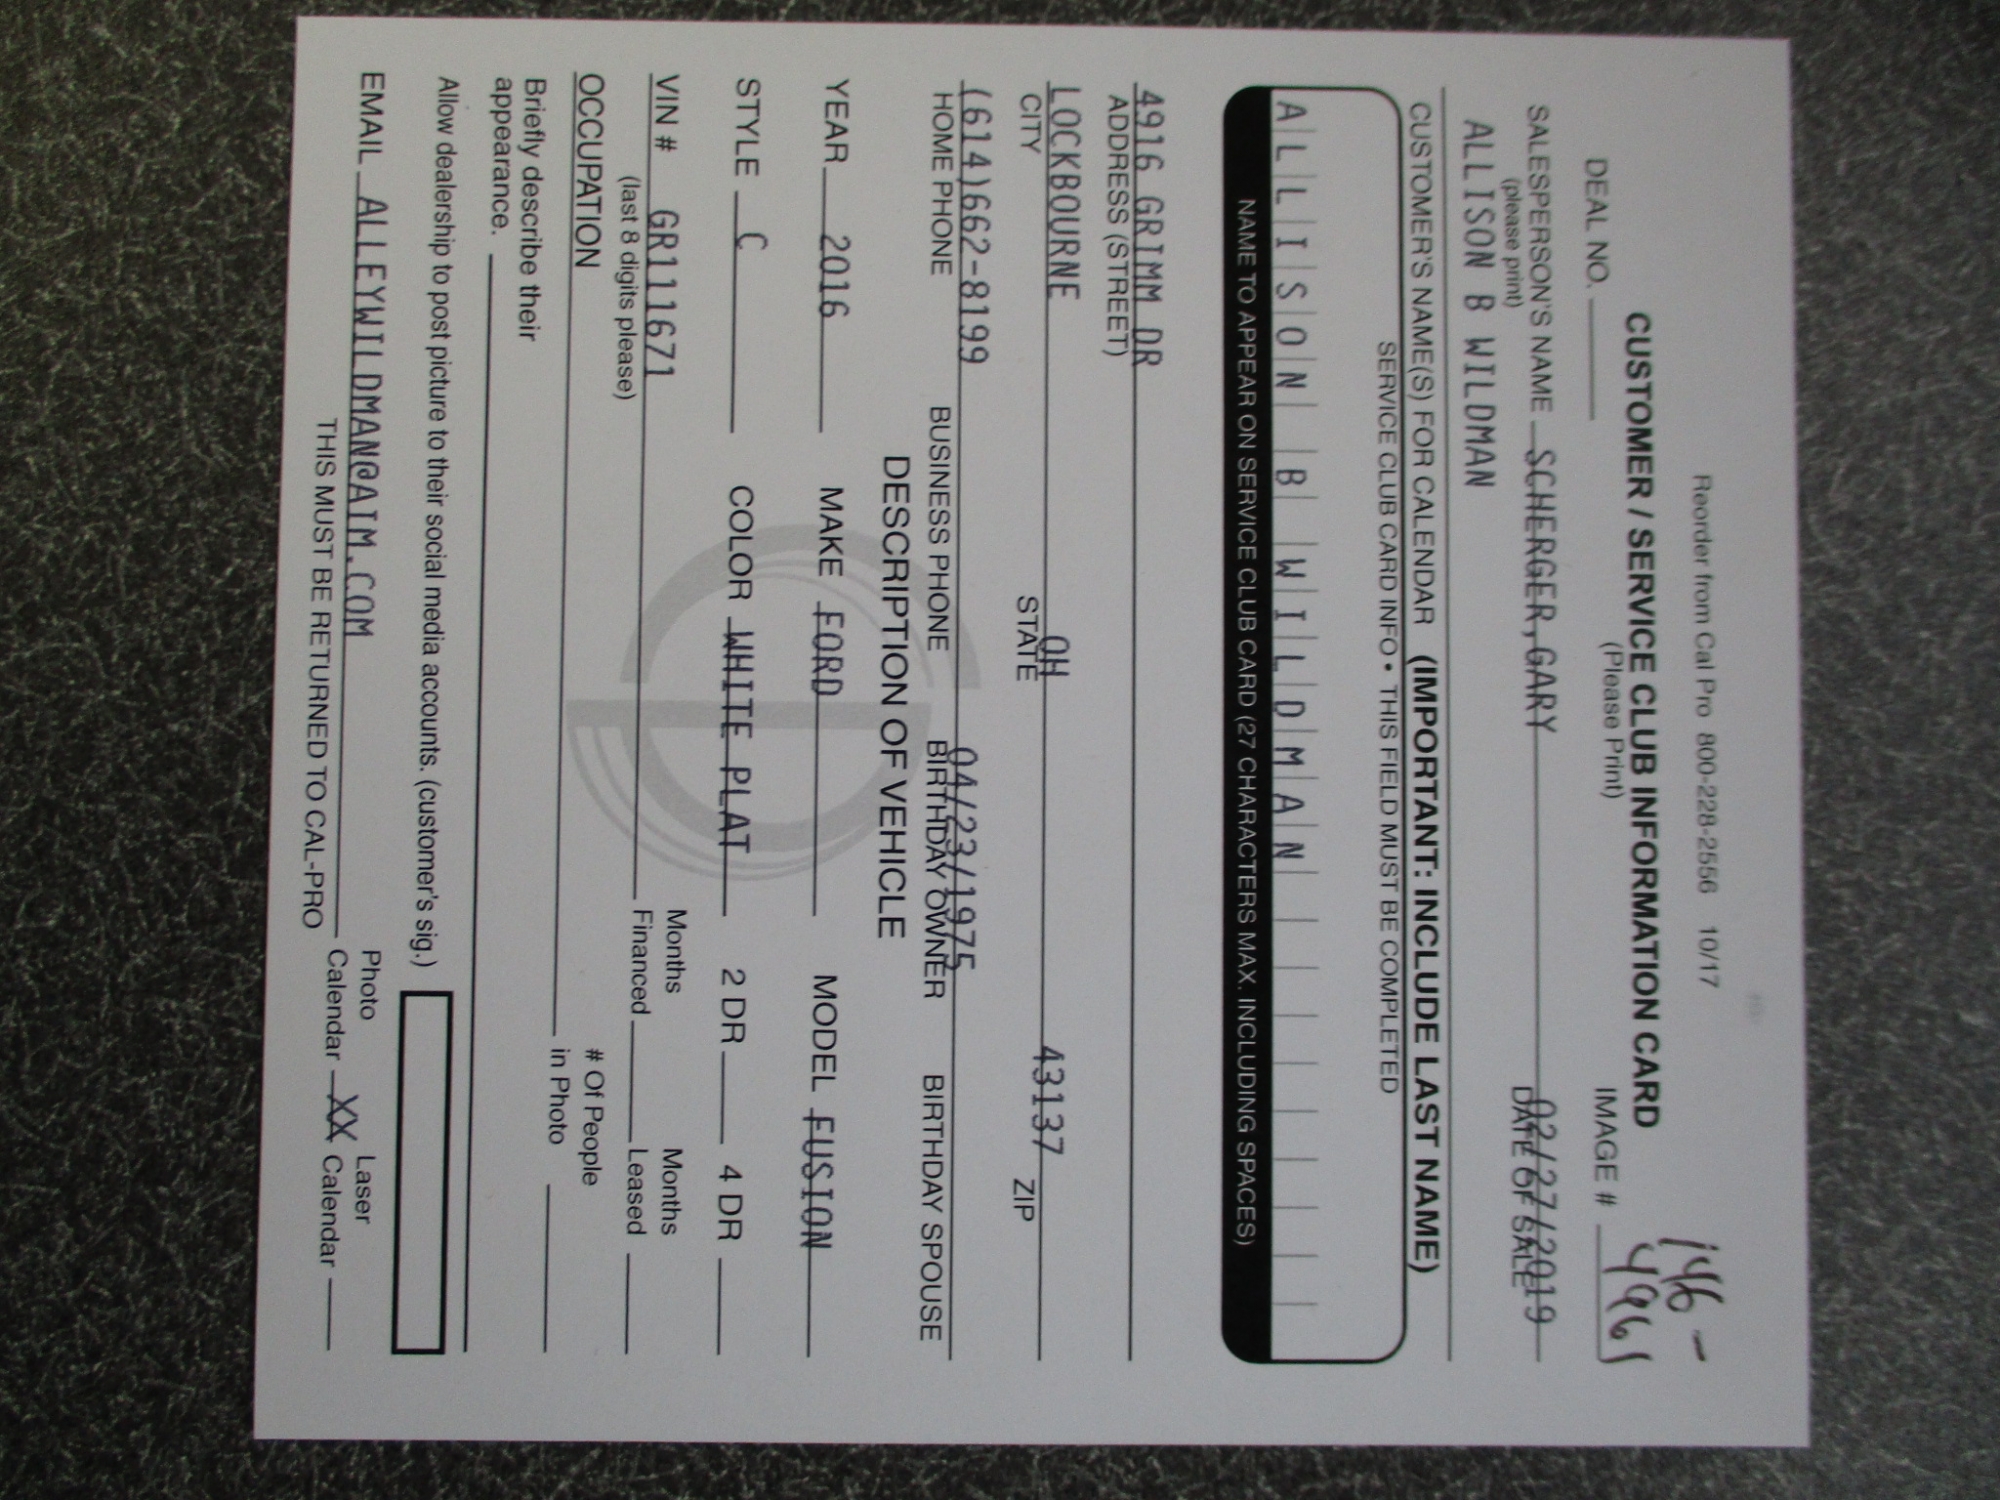 Reorder from Cal Pro 800-228-2556 10/17
CUSTOMER / SERVICE CLUB INFORMATION CARD
(Please Print)
146-
4961
DEAL NO. IMAGE #
SALESPERSON'S NAME SCHERGER,GARY 02/27/2019
(please print) DATE OF SALE
ALLISON B WILDMAN
CUSTOMER'S NAME(S) FOR CALENDAR (IMPORTANT: INCLUDE LAST NAME)
SERVICE CLUB CARD INFO • THIS FIELD MUST BE COMPLETED
ALLISON B WILDMAN
NAME TO APPEAR ON SERVICE CLUB CARD (27 CHARACTERS MAX. INCLUDING SPACES)
4916 GRIMM DR
ADDRESS (STREET)
LOCKBOURNE OH 43137
CITY STATE ZIP
(614)662-8199 04/23/1975
HOME PHONE BUSINESS PHONE BIRTHDAY OWNER BIRTHDAY SPOUSE
DESCRIPTION OF VEHICLE
YEAR 2016 MAKE FORD MODEL FUSION
STYLE C COLOR WHITE PLAT 2 DR 4 DR
VIN # GR111671 Months Financed Months Leased
(last 8 digits please)
OCCUPATION # Of People in Photo
Briefly describe their
appearance.
Allow dealership to post picture to their social media accounts. (customer's sig.)
EMAIL ALLEYWILDMAN@AIM.COM Photo Calendar XX Laser Calendar
THIS MUST BE RETURNED TO CAL-PRO